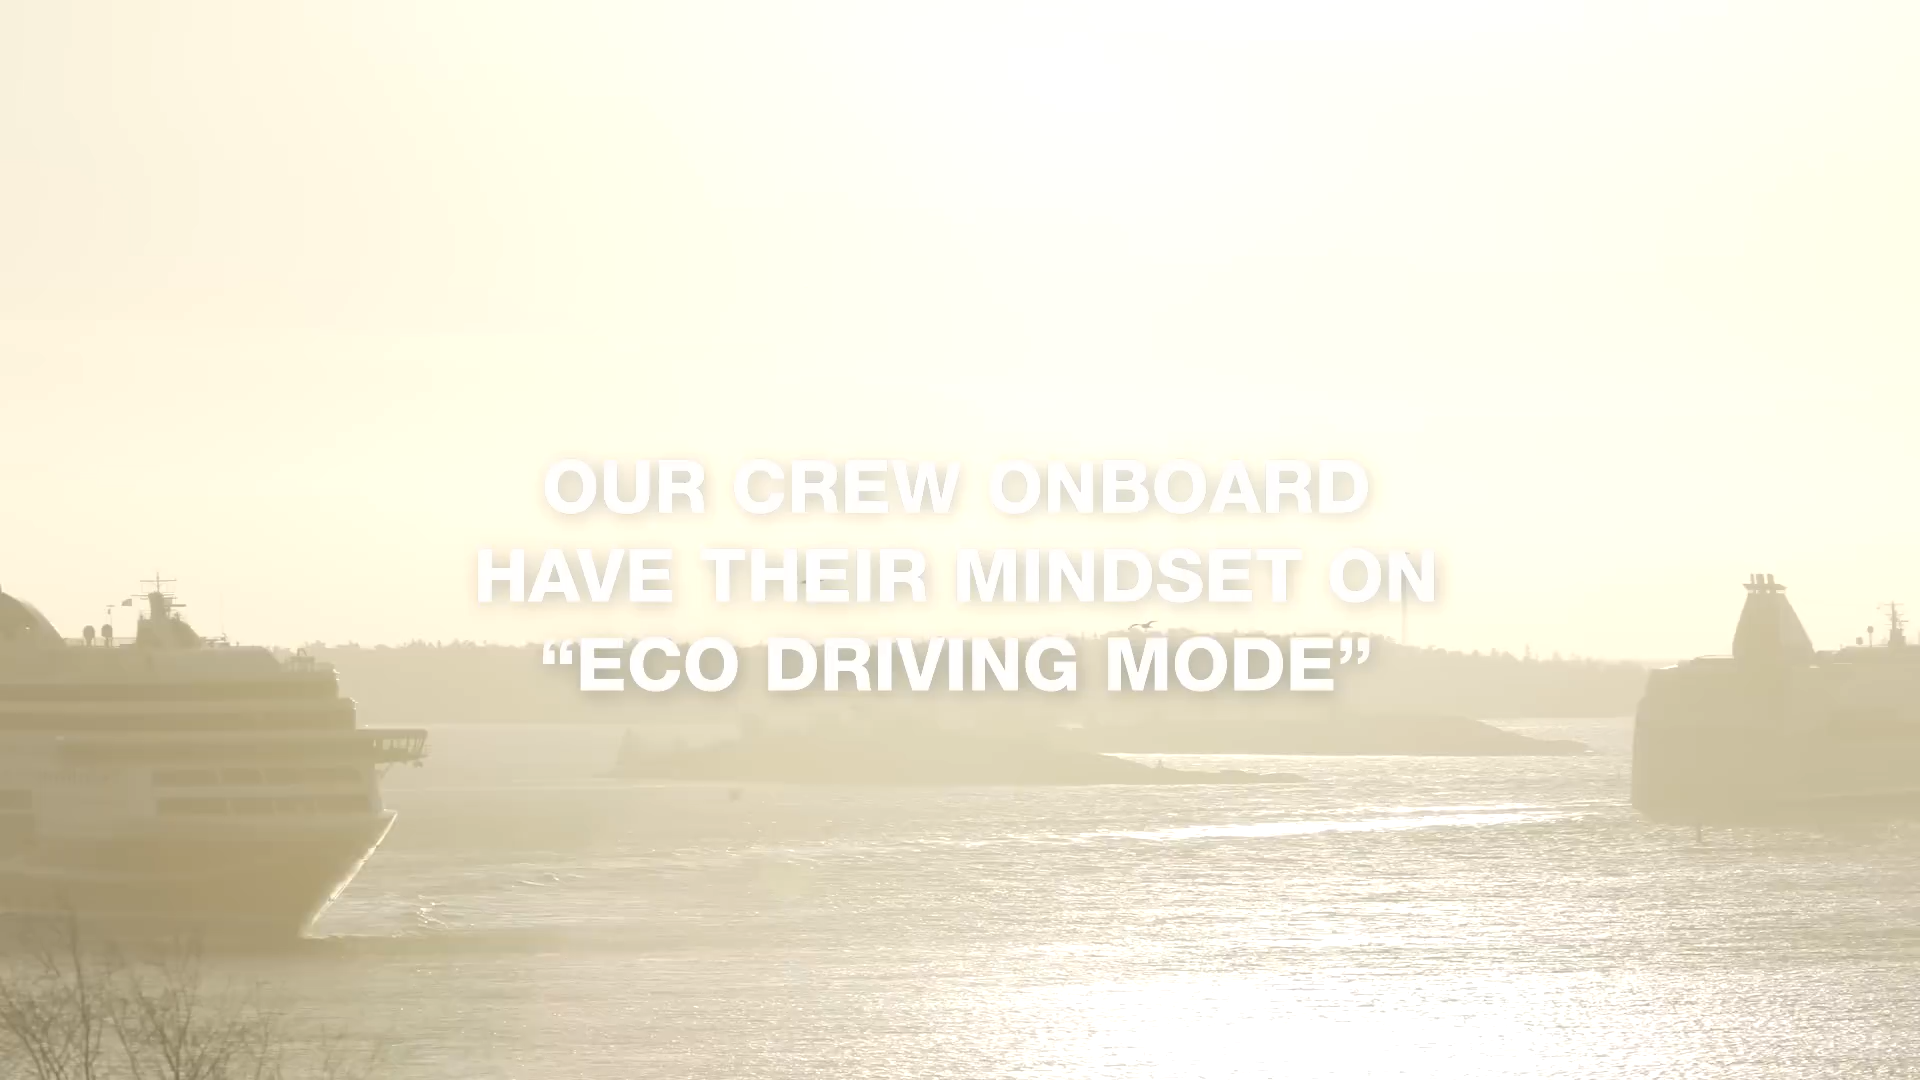 OUR CREW ONBOARD
HAVE THEIR MINDSET ON
“ECO DRIVING MODE”